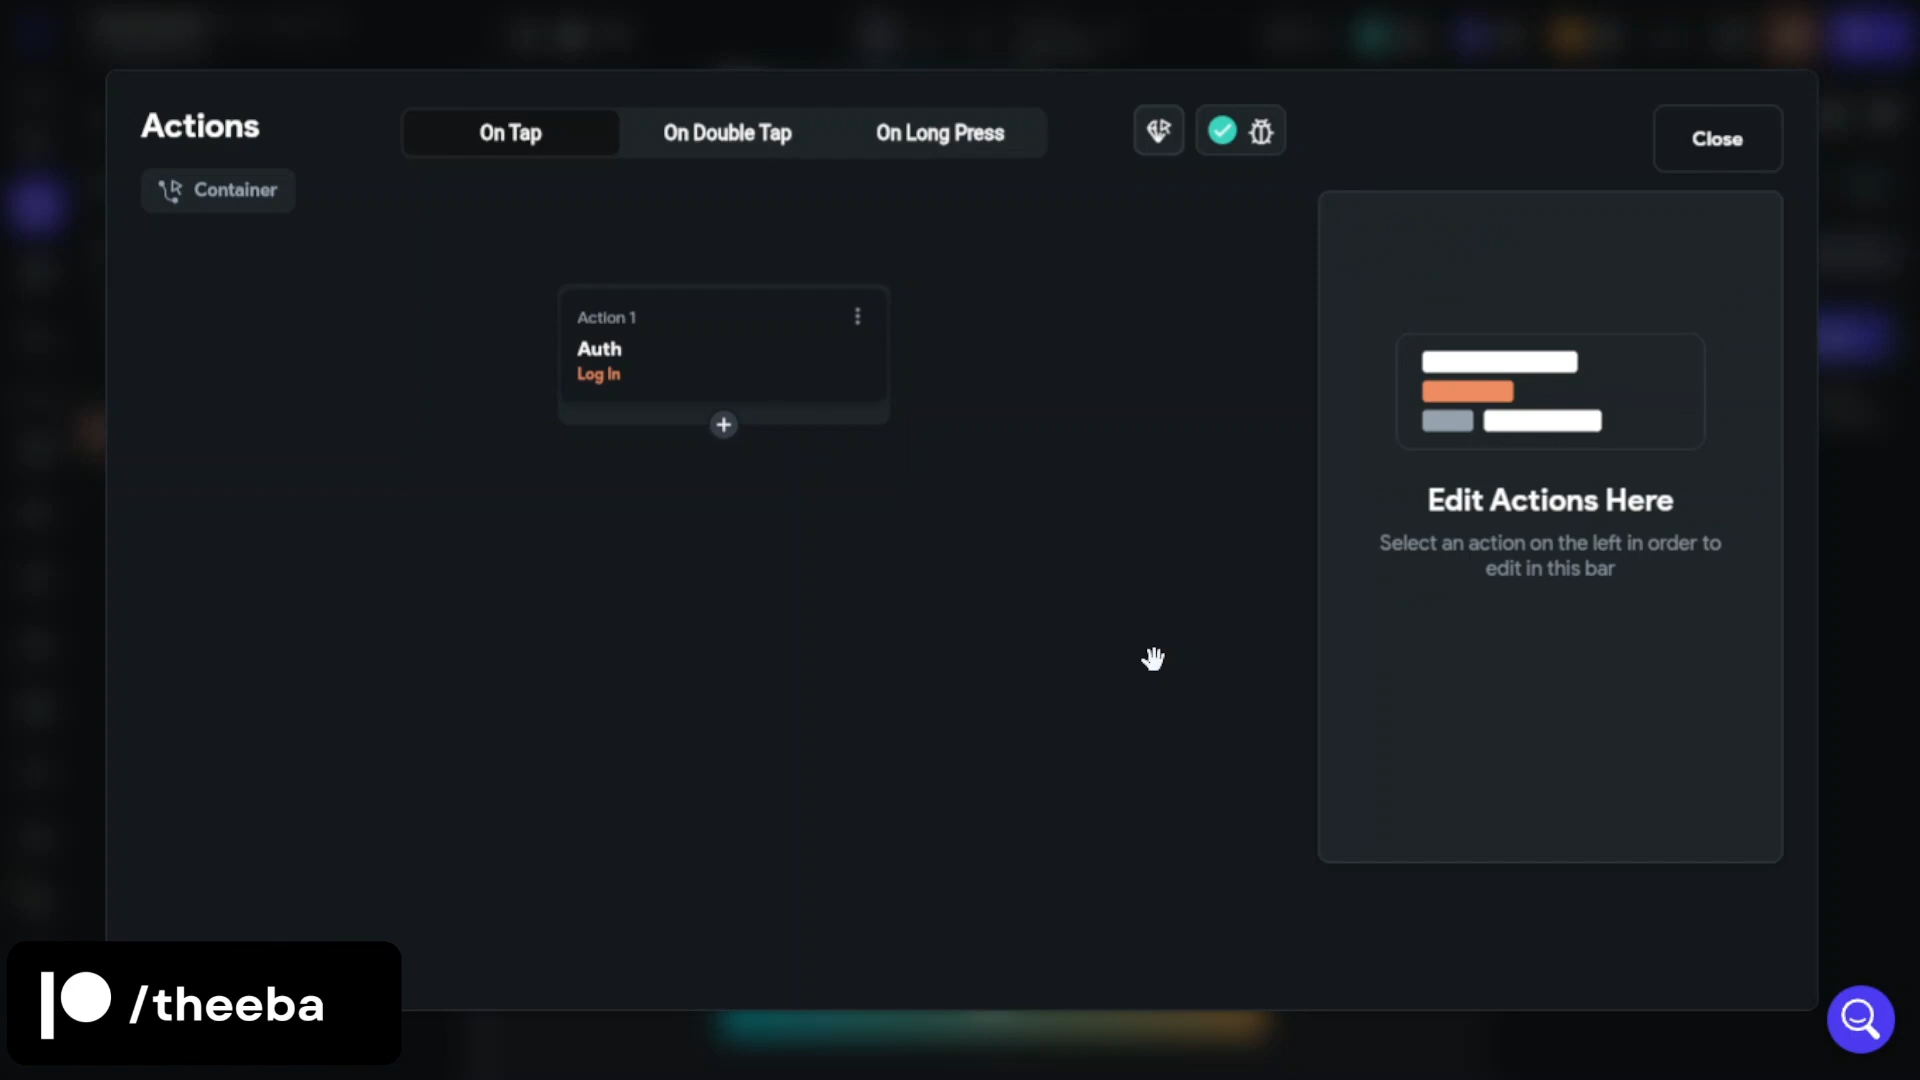 Actions
On Tap
On Double Tap
On Long Press
Close
Container
Action 1
Auth
Log In
Edit Actions Here
Select an action on the left in order to
edit in this bar
/theeba